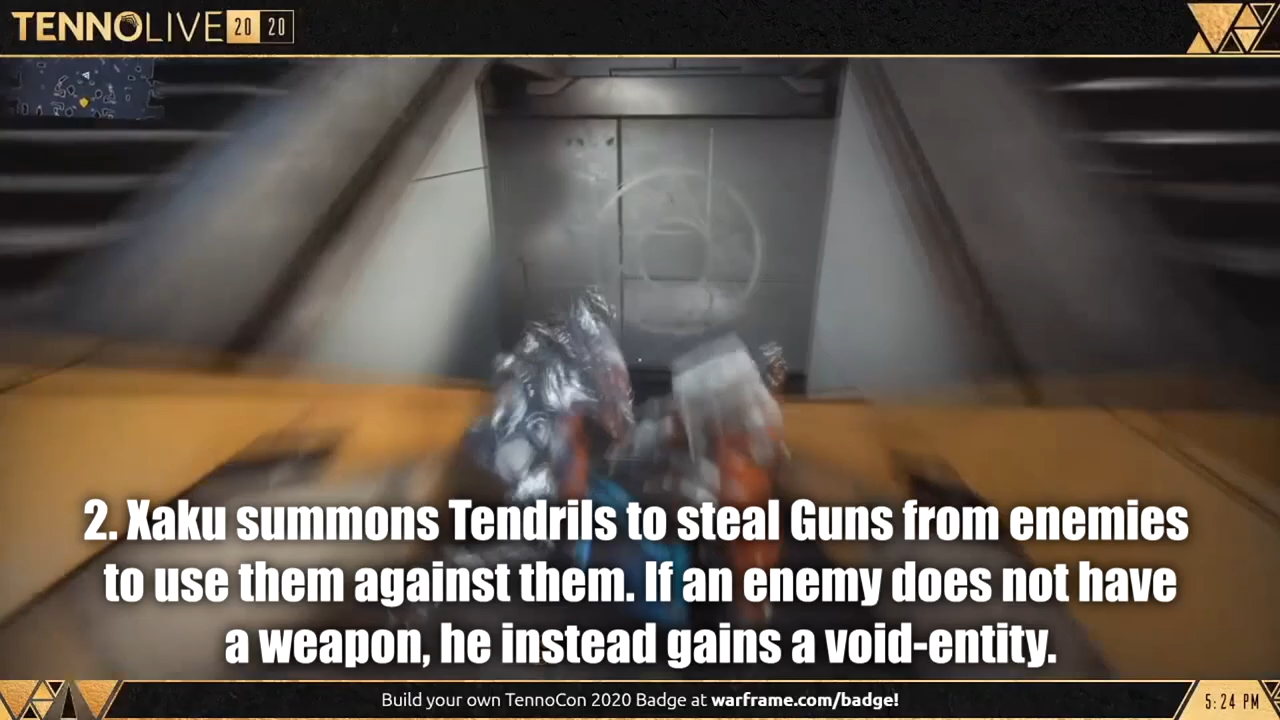 TENNOLIVE 20 20
2. Xaku summons Tendrils to steal Guns from enemies
to use them against them. If an enemy does not have
a weapon, he instead gains a void-entity.
Build your own TennoCon 2020 Badge at warframe.com/badge!
5:24 PM